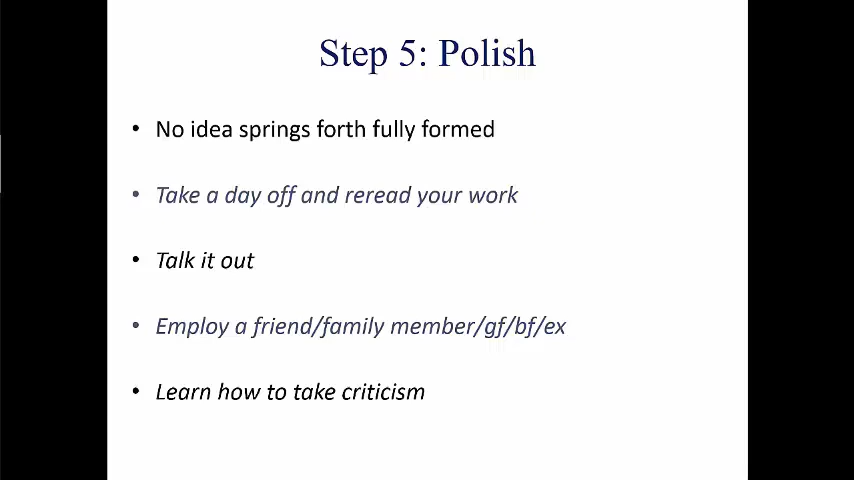 Step 5: Polish
• No idea springs forth fully formed
• Take a day off and reread your work
• Talk it out
• Employ a friend/family member/gf/bf/ex
• Learn how to take criticism